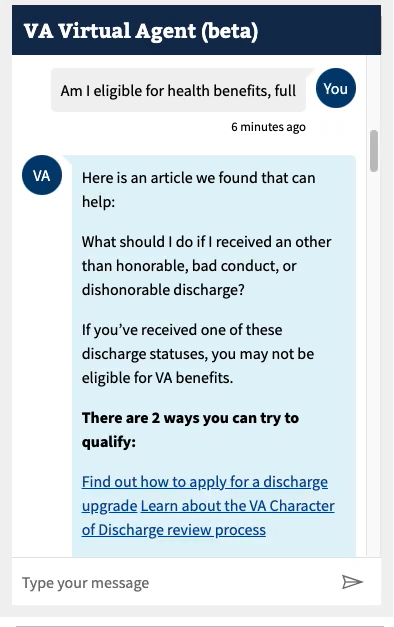 VA Virtual Agent (beta)
Am I eligible for health benefits, full
You
6 minutes ago
VA
Here is an article we found that can
help:
What should I do if I received an other
than honorable, bad conduct, or
dishonorable discharge?
If you’ve received one of these
discharge statuses, you may not be
eligible for VA benefits.
There are 2 ways you can try to
qualify:
Find out how to apply for a discharge
upgrade Learn about the VA Character
of Discharge review process
Type your message